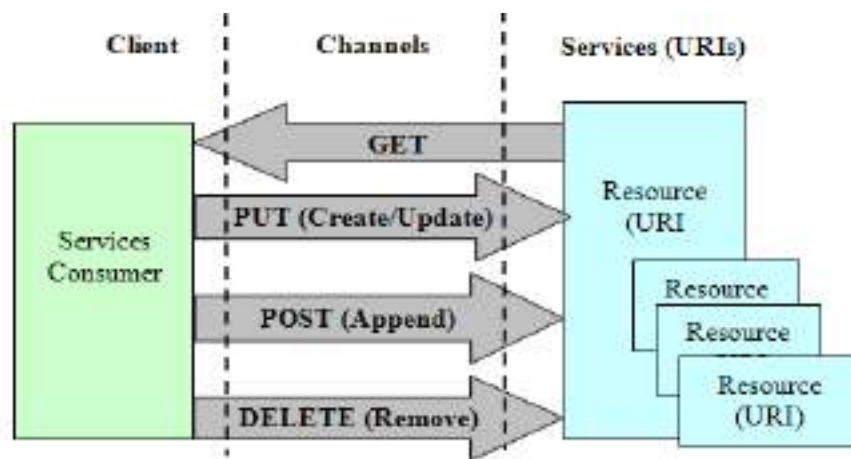 Client
Channels
Services (URIs)
GET
PUT (Create/Update)
POST (Append)
DELETE (Remove)
Services
Consumer
Resource
(URI
Resource
Resource
Resource
(URI)